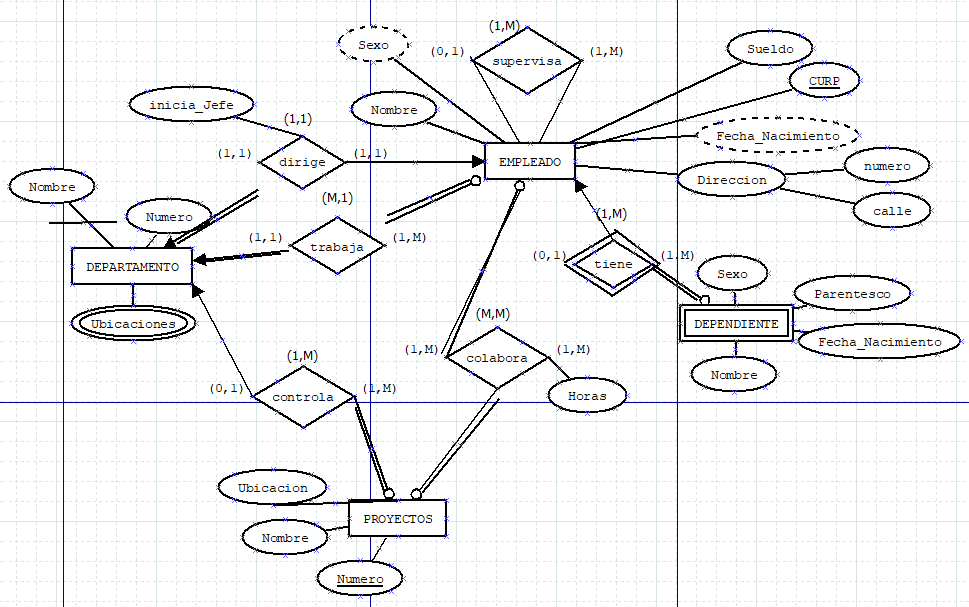 (1,M)
Sexo
(0,1)
(1,M)
supervisa
Sueldo
CURP
inicia_Jefe
Nombre
(1,1)
Fecha_Nacimiento
(1,1)
dirige
(1,1)
EMPLEADO
numero
Nombre
Direccion
calle
(M,1)
(1,M)
Numero
(1,1)
trabaja
(1,M)
(0,1)
tiene
(1.M)
DEPARTAMENTO
Sexo
Parentesco
Ubicaciones
(M,M)
DEPENDIENTE
Fecha_Nacimiento
(1,M)
colabora
(1,M)
(1,M)
Nombre
(0,1)
controla
(1,M)
Horas
Ubicacion
PROYECTOS
Nombre
Numero